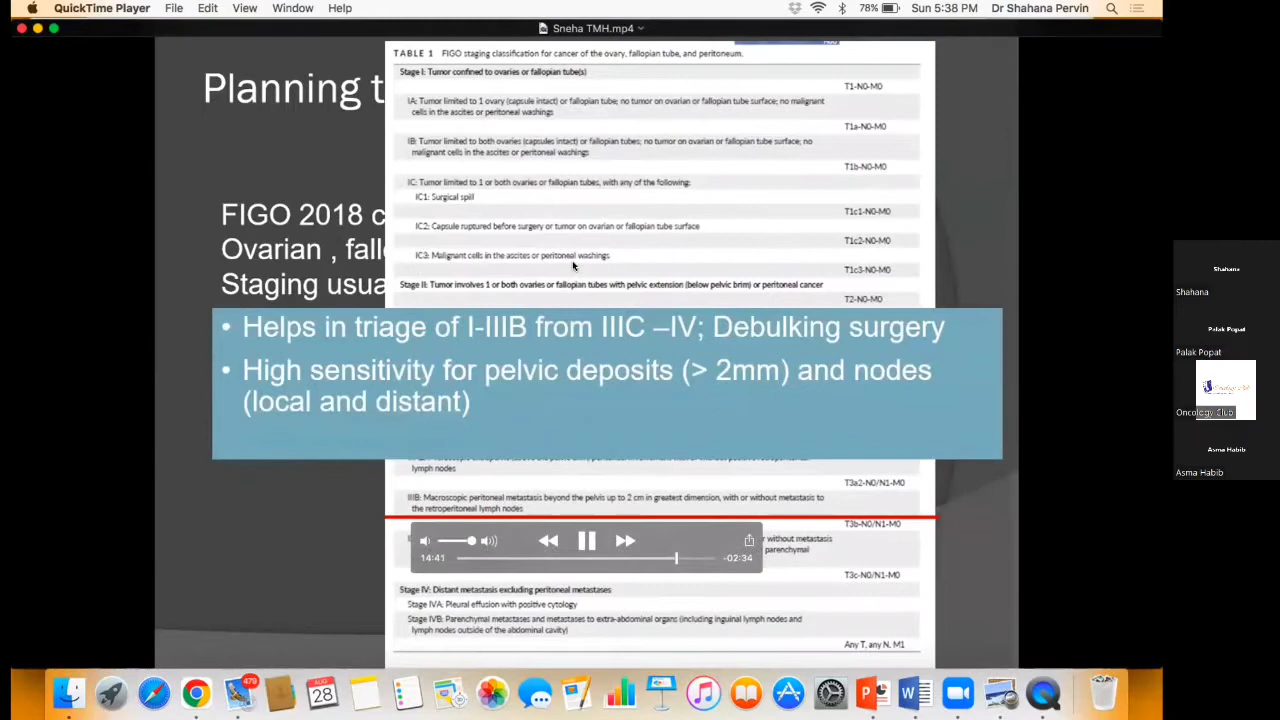 QuickTime Player File Edit View Window Help 78% Sun 5:38 PM Dr Shahana Pervin
Sneha TMH.mp4
Planning t
FIGO 2018 c
Ovarian , fall
Staging usua
TABLE 1 FIGO staging classification for cancer of the ovary, fallopian tube, and peritoneum.
Stage I: Tumor confined to ovaries or fallopian tube(s)
T1-N0-M0
IA: Tumor limited to 1 ovary (capsule intact) or fallopian tube; no tumor on ovarian or fallopian tube surface; no malignant
cells in the ascites or peritoneal washings
T1a-N0-M0
IB: Tumor limited to both ovaries (capsules intact) or fallopian tubes; no tumor on ovarian or fallopian tube surface; no
malignant cells in the ascites or peritoneal washings
T1b-N0-M0
IC: Tumor limited to 1 or both ovaries or fallopian tubes, with any of the following:
IC1: Surgical spill
T1c1-N0-M0
IC2: Capsule ruptured before surgery or tumor on ovarian or fallopian tube surface
T1c2-N0-M0
IC3: Malignant cells in the ascites or peritoneal washings
T1c3-N0-M0
Stage II: Tumor involves 1 or both ovaries or fallopian tubes with pelvic extension (below pelvic brim) or peritoneal cancer
T2-N0-M0
• Helps in triage of I-IIIB from IIIC –IV; Debulking surgery
• High sensitivity for pelvic deposits (> 2mm) and nodes
(local and distant)
lymph nodes
T3a2-N0/N1-M0
IIIB: Macroscopic peritoneal metastasis beyond the pelvis up to 2 cm in greatest dimension, with or without metastasis to
the retroperitoneal lymph nodes
T3b-N0/N1-M0
or without metastasis
parenchymal
14:41 -02:34
T3c-N0/N1-M0
Stage IV: Distant metastasis excluding peritoneal metastases
Stage IVA: Pleural effusion with positive cytology
Stage IVB: Parenchymal metastases and metastases to extra-abdominal organs (including inguinal lymph nodes and
lymph nodes outside of the abdominal cavity)
Any T, any N, M1
Shahana
Shahana
Palak Popat
Palak Popat
Oncology Club
Asma Habib
Asma Habib
479
AUG
28